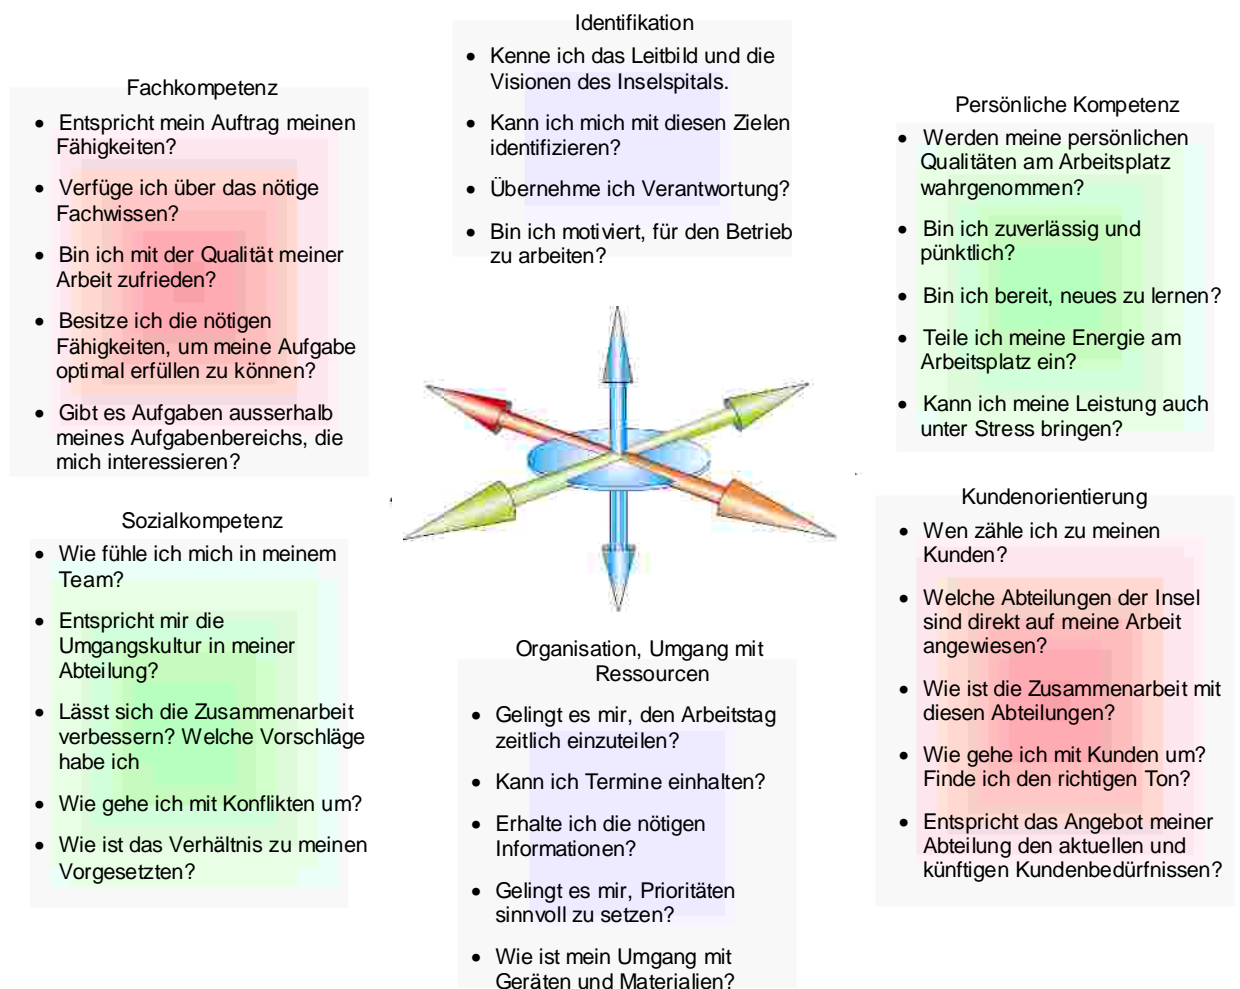 Identifikation
• Kenne ich das Leitbild und die
Visionen des Inselspitals.
• Kann ich mich mit diesen Zielen
identifizieren?
• Übernehme ich Verantwortung?
• Bin ich motiviert, für den Betrieb
zu arbeiten?
Fachkompetenz
• Entspricht mein Auftrag meinen
Fähigkeiten?
• Verfüge ich über das nötige
Fachwissen?
• Bin ich mit der Qualität meiner
Arbeit zufrieden?
• Besitze ich die nötigen
Fähigkeiten, um meine Aufgabe
optimal erfüllen zu können?
• Gibt es Aufgaben ausserhalb
meines Aufgabenbereichs, die
mich interessieren?
Persönliche Kompetenz
• Werden meine persönlichen
Qualitäten am Arbeitsplatz
wahrgenommen?
• Bin ich zuverlässig und
pünktlich?
• Bin ich bereit, neues zu lernen?
• Teile ich meine Energie am
Arbeitsplatz ein?
• Kann ich meine Leistung auch
unter Stress bringen?
Sozialkompetenz
• Wie fühle ich mich in meinem
Team?
• Entspricht mir die
Umgangskultur in meiner
Abteilung?
• Lässt sich die Zusammenarbeit
verbessern? Welche Vorschläge
habe ich
• Wie gehe ich mit Konflikten um?
• Wie ist das Verhältnis zu meinen
Vorgesetzten?
Organisation, Umgang mit
Ressourcen
• Gelingt es mir, den Arbeitstag
zeitlich einzuteilen?
• Kann ich Termine einhalten?
• Erhalte ich die nötigen
Informationen?
• Gelingt es mir, Prioritäten
sinnvoll zu setzen?
• Wie ist mein Umgang mit
Geräten und Materialien?
Kundenorientierung
• Wen zähle ich zu meinen
Kunden?
• Welche Abteilungen der Insel
sind direkt auf meine Arbeit
angewiesen?
• Wie ist die Zusammenarbeit mit
diesen Abteilungen?
• Wie gehe ich mit Kunden um?
Finde ich den richtigen Ton?
• Entspricht das Angebot meiner
Abteilung den aktuellen und
künftigen Kundenbedürfnissen?